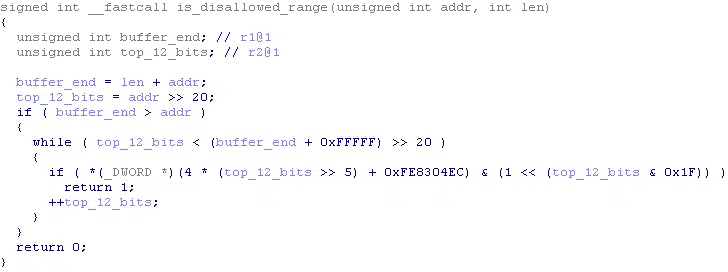 signed int __fastcall is_disallowed_range(unsigned int addr, int len)
{
  unsigned int buffer_end; // r1@1
  unsigned int top_12_bits; // r2@1

  buffer_end = len + addr;
  top_12_bits = addr >> 20;
  if ( buffer_end > addr )
  {
    while ( top_12_bits < (buffer_end + 0xFFFFF) >> 20 )
    {
      if ( *(_DWORD *)(4 * (top_12_bits >> 5) + 0xFE8304EC) & (1 << (top_12_bits & 0x1F)) )
        return 1;
      ++top_12_bits;
    }
  }
  return 0;
}